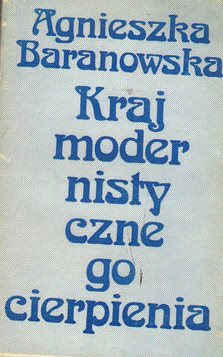 Agnieszka
Baranowska
Kraj
moder
nisty
czne
go
cierpienia